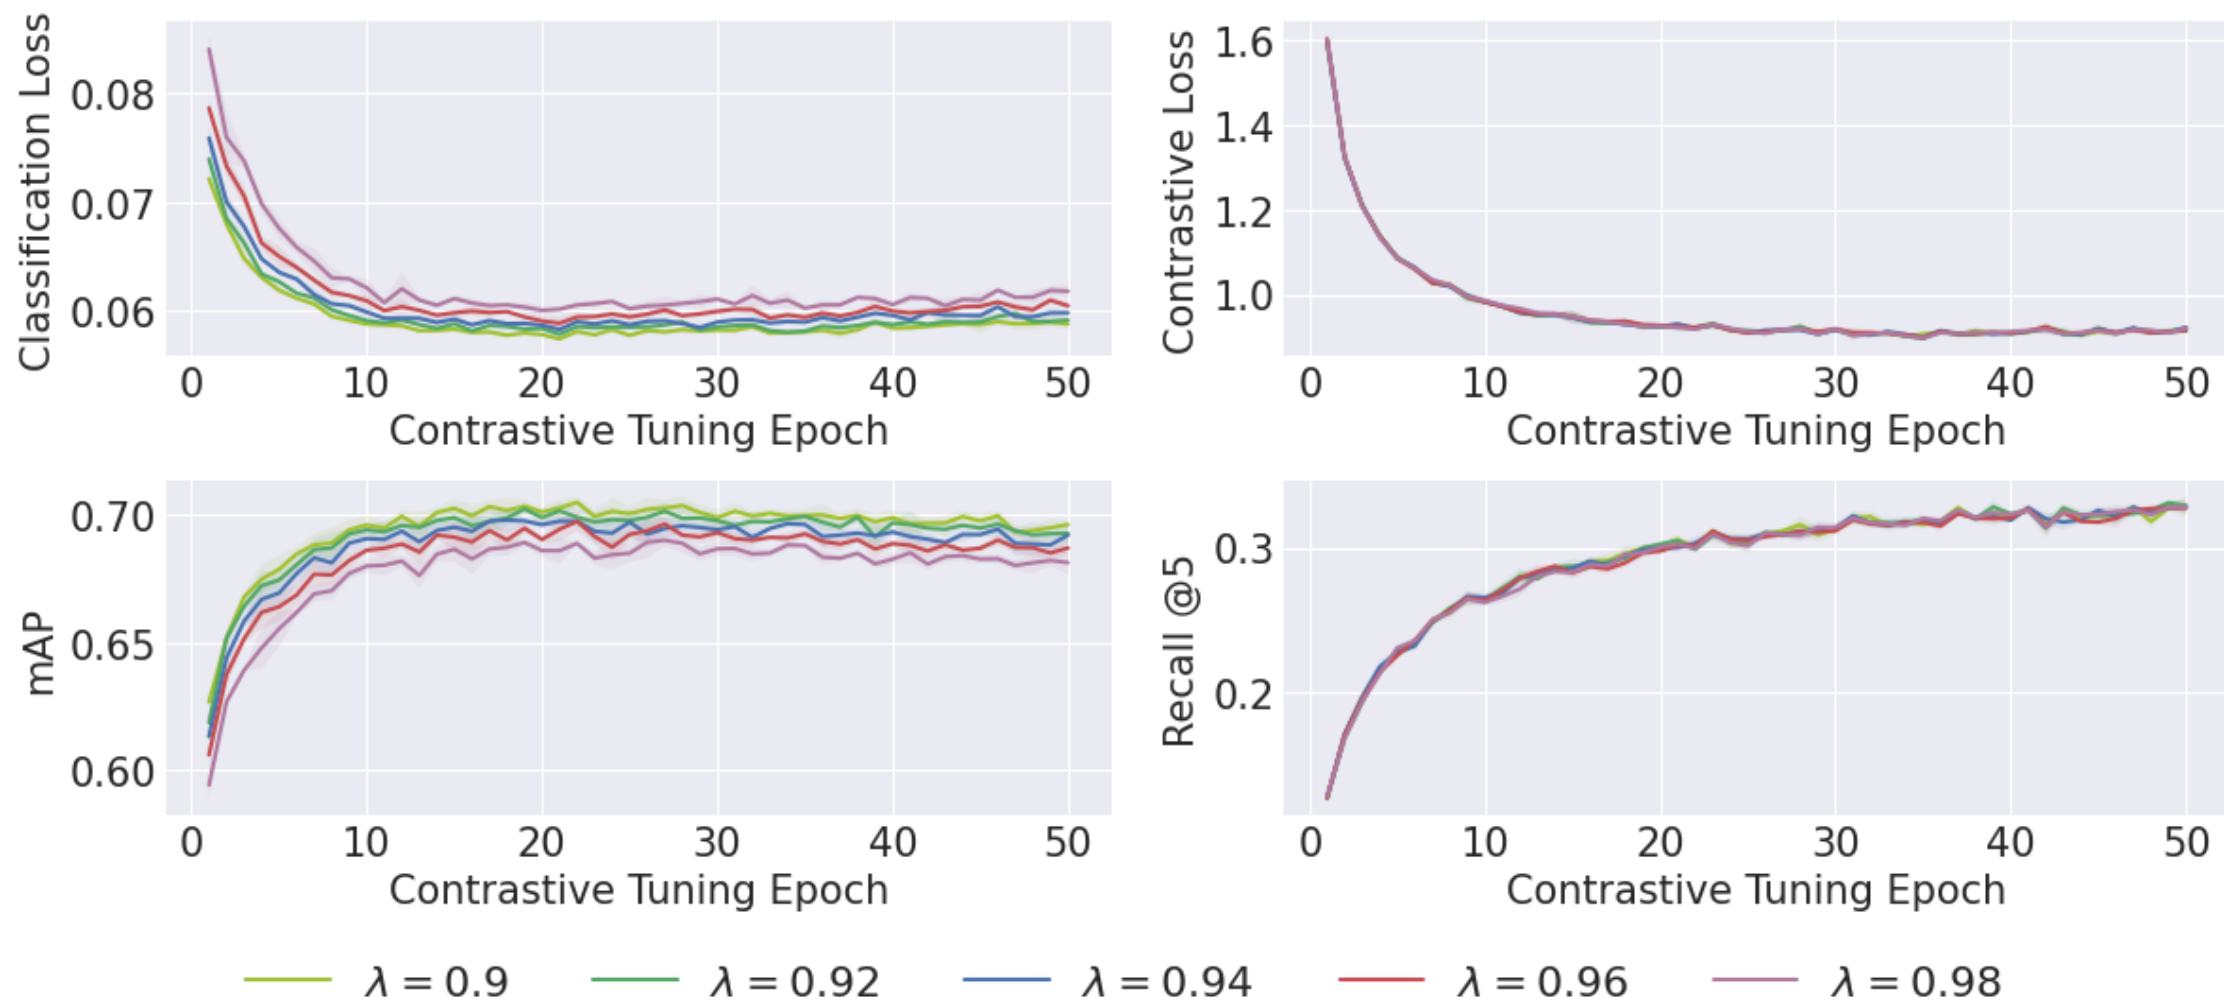 Classification Loss
0.08
0.07
0.06
0 10 20 30 40 50
Contrastive Tuning Epoch
Contrastive Loss
1.6
1.4
1.2
1.0
0 10 20 30 40 50
Contrastive Tuning Epoch
mAP
0.70
0.65
0.60
0 10 20 30 40 50
Contrastive Tuning Epoch
Recall @5
0.3
0.2
0 10 20 30 40 50
Contrastive Tuning Epoch
λ = 0.9 λ = 0.92 λ = 0.94 λ = 0.96 λ = 0.98